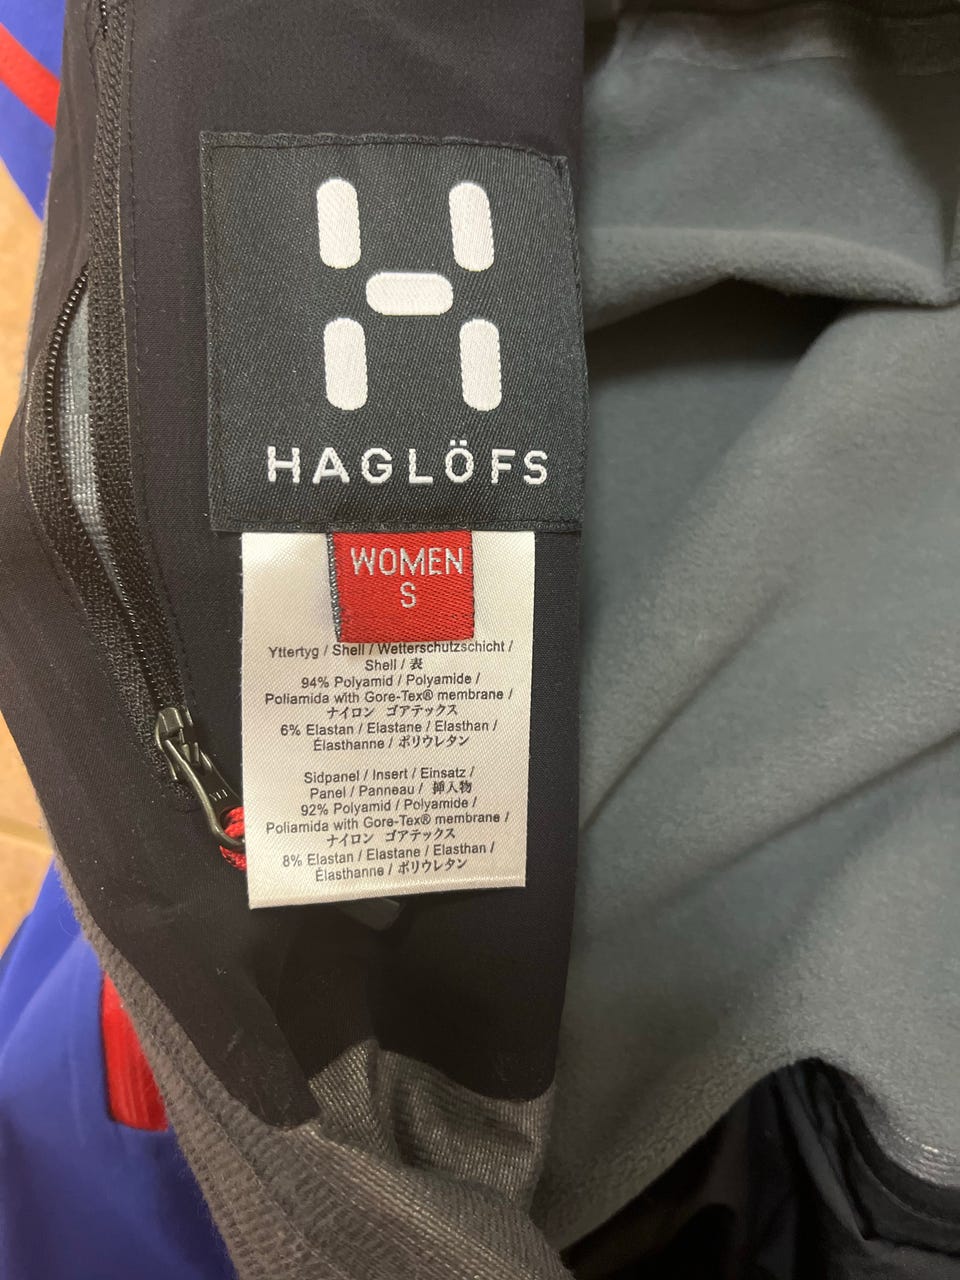 HAGLÖFS
WOMEN
S
Yttertyg / Shell / Wetterschutzschicht /
Shell / 表
94% Polyamid / Polyamide /
Poliamida with Gore-Tex® membrane /
ナイロン ゴアテックス
6% Elastan / Elastane / Elasthan /
Élasthanne / ポリウレタン
Sidpanel / Insert / Einsatz /
Panel / Panneau / 挿入物
92% Polyamid / Polyamide /
Poliamida with Gore-Tex® membrane /
ナイロン ゴアテックス
8% Elastan / Elastane / Elasthan /
Élasthanne / ポリウレタン